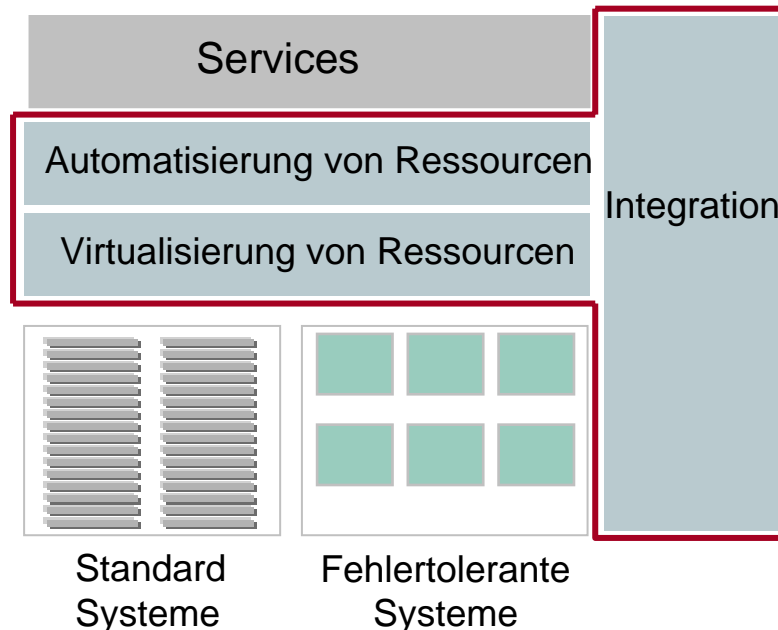 Services
Automatisierung von Ressourcen
Integration
Virtualisierung von Ressourcen
Standard
Systeme
Fehlertolerante
Systeme